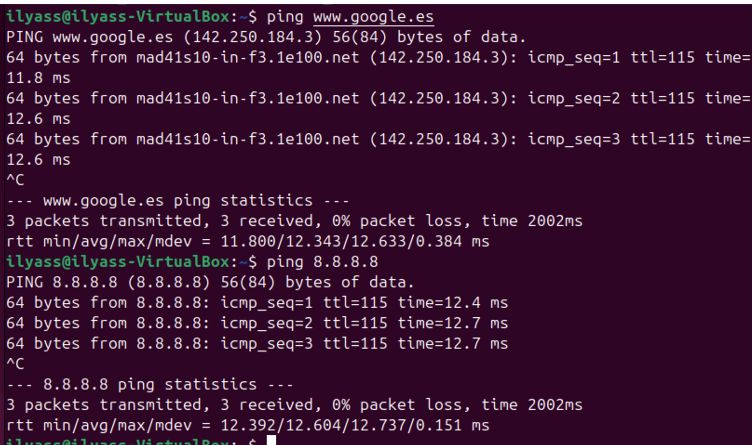 ilyass@ilyass-VirtualBox:~$ ping www.google.es
PING www.google.es (142.250.184.3) 56(84) bytes of data.
64 bytes from mad41s10-in-f3.1e100.net (142.250.184.3): icmp_seq=1 ttl=115 time=
11.8 ms
64 bytes from mad41s10-in-f3.1e100.net (142.250.184.3): icmp_seq=2 ttl=115 time=
12.6 ms
64 bytes from mad41s10-in-f3.1e100.net (142.250.184.3): icmp_seq=3 ttl=115 time=
12.6 ms
^C
--- www.google.es ping statistics ---
3 packets transmitted, 3 received, 0% packet loss, time 2002ms
rtt min/avg/max/mdev = 11.800/12.343/12.633/0.384 ms
ilyass@ilyass-VirtualBox:~$ ping 8.8.8.8
PING 8.8.8.8 (8.8.8.8) 56(84) bytes of data.
64 bytes from 8.8.8.8: icmp_seq=1 ttl=115 time=12.4 ms
64 bytes from 8.8.8.8: icmp_seq=2 ttl=115 time=12.7 ms
64 bytes from 8.8.8.8: icmp_seq=3 ttl=115 time=12.7 ms
^C
--- 8.8.8.8 ping statistics ---
3 packets transmitted, 3 received, 0% packet loss, time 2002ms
rtt min/avg/max/mdev = 12.392/12.604/12.737/0.151 ms
ilyass@ilyass-VirtualBox:~$